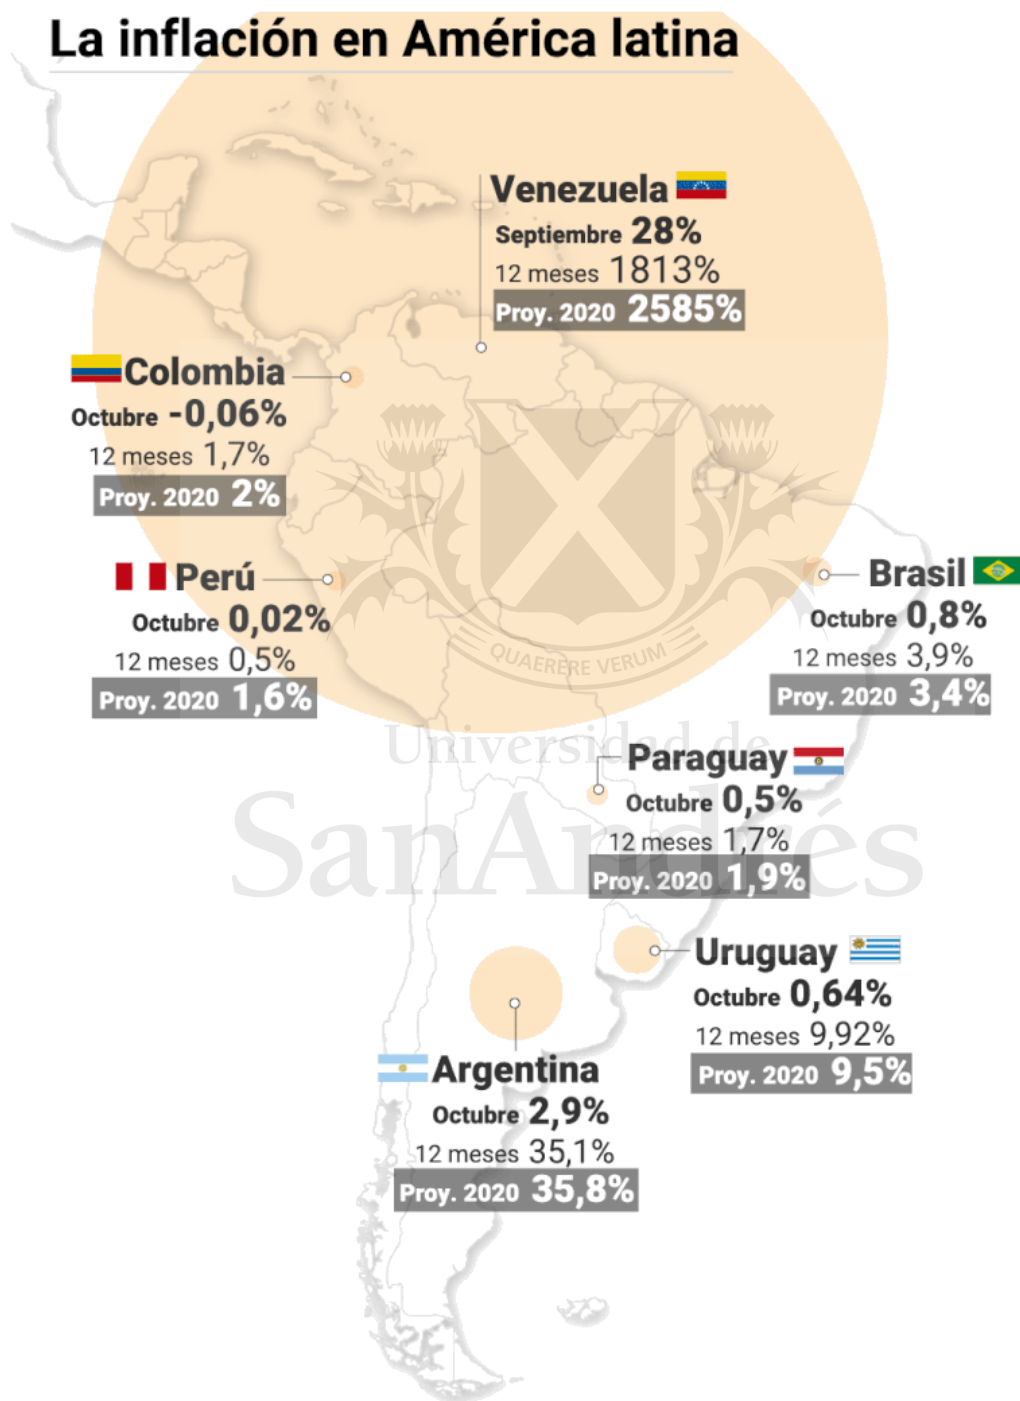 La inflación en América latina
Venezuela
Septiembre 28%
12 meses 1813%
Proy. 2020 2585%
Colombia
Octubre -0,06%
12 meses 1,7%
Proy. 2020 2%
Perú
Octubre 0,02%
12 meses 0,5%
Proy. 2020 1,6%
Brasil
Octubre 0,8%
12 meses 3,9%
Proy. 2020 3,4%
QUAERERE VERUM
Universidad de
SanAndrés
Paraguay
Octubre 0,5%
12 meses 1,7%
Proy. 2020 1,9%
Uruguay
Octubre 0,64%
12 meses 9,92%
Proy. 2020 9,5%
Argentina
Octubre 2,9%
12 meses 35,1%
Proy. 2020 35,8%